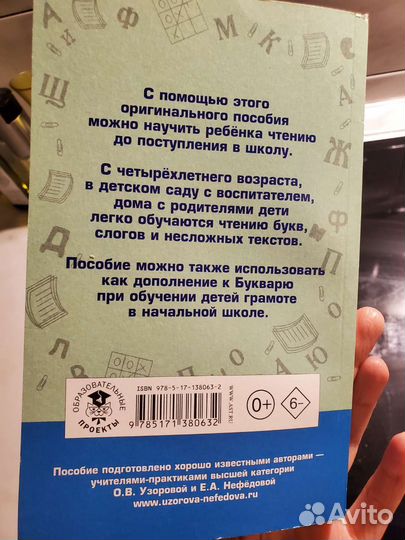 С помощью этого
оригинального пособия
можно научить ребёнка чтению
до поступления в школу.
С четырёхлетнего возраста,
в детском саду с воспитателем,
дома с родителями дети
легко обучаются чтению букв,
слогов и несложных текстов.
Пособие можно также использовать
как дополнение к Букварю
при обучении детей грамоте
в начальной школе.
ОБРАЗОВАТЕЛЬНЫЕ
ПРОЕКТЫ
ISBN 978-5-17-138063-2
9 785171 380632
WWW.AST.RU
0+
6-
Пособие подготовлено хорошо известными авторами —
учителями-практиками высшей категории
О.В. Узоровой и Е.А. Нефёдовой
www.uzorova-nefedova.ru
Avito